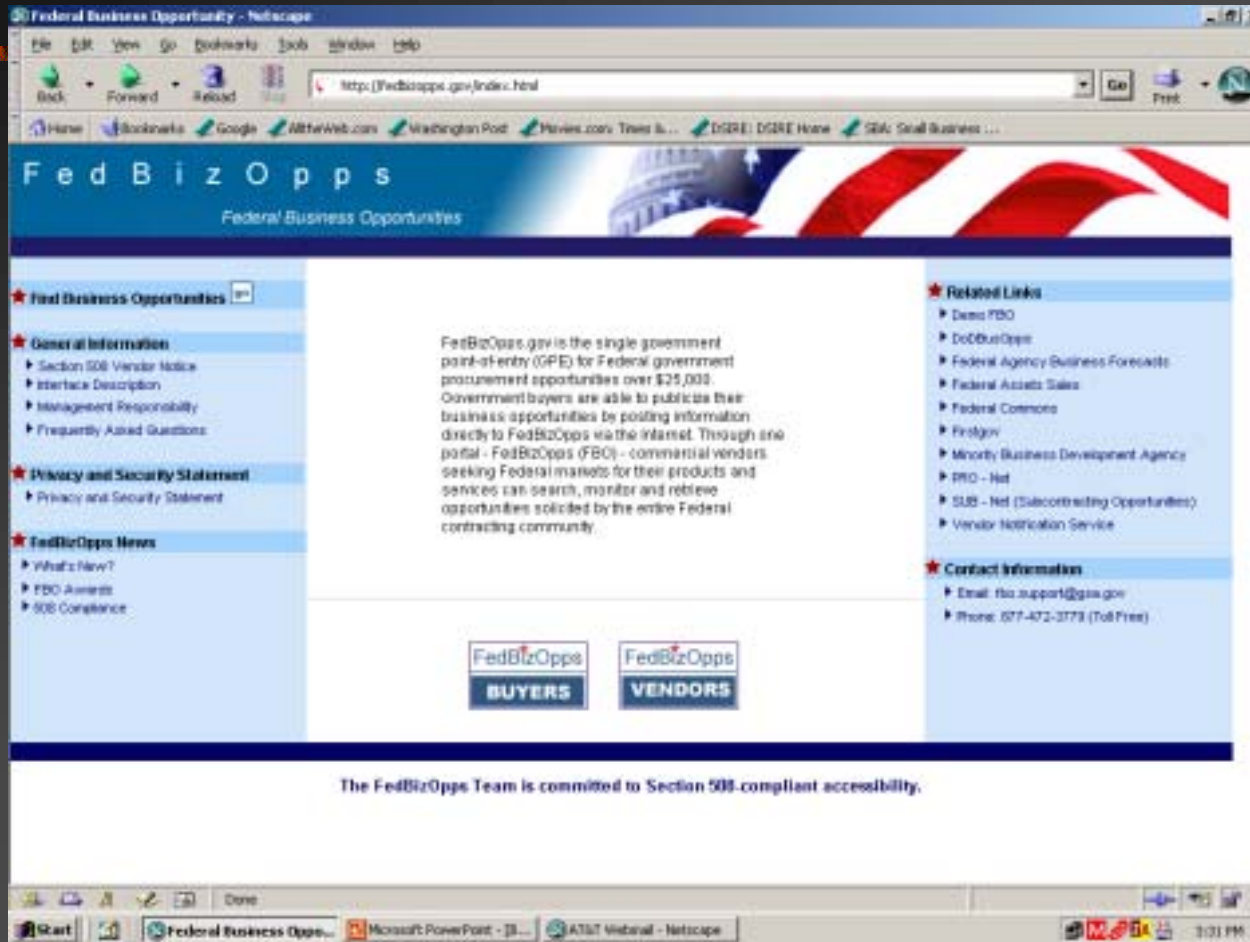 Federal Business Opportunity - Netscape
File Edit View Go Bookmarks Tools Window Help
Back Forward Reload Stop http://fedbizopps.gov/index.html Go Print
Home Bookmarks Google AlltheWeb.com Washington Post Movies.com: Times &... DSIRE: DSIRE Home SBA: Small Business ...
FedBizOpps
Federal Business Opportunities
Find Business Opportunities
General Information
Section 508 Vendor Notice
Interface Description
Management Responsibility
Frequently Asked Questions
Privacy and Security Statement
Privacy and Security Statement
FedBizOpps News
What's New?
FBO Awards
508 Compliance
FedBizOpps.gov is the single government
point-of-entry (GPE) for Federal government
procurement opportunities over $25,000.
Government buyers are able to publicize their
business opportunities by posting information
directly to FedBizOpps via the Internet. Through one
portal - FedBizOpps (FBO) - commercial vendors
seeking Federal markets for their products and
services can search, monitor and retrieve
opportunities solicited by the entire Federal
contracting community.
FedBizOpps
BUYERS
FedBizOpps
VENDORS
Related Links
Demo FBO
DoDBusOpps
Federal Agency Business Forecasts
Federal Assets Sales
Federal Commons
Firstgov
Minority Business Development Agency
PRO - Net
SUB - Net (Subcontracting Opportunities)
Vendor Notification Service
Contact Information
Email: fbo.support@gsa.gov
Phone: 877-472-3779 (Toll Free)
The FedBizOpps Team is committed to Section 508-compliant accessibility.
Done
Start Federal Business Oppo... Microsoft PowerPoint - [B... AT&T Webmail - Netscape 3:31 PM